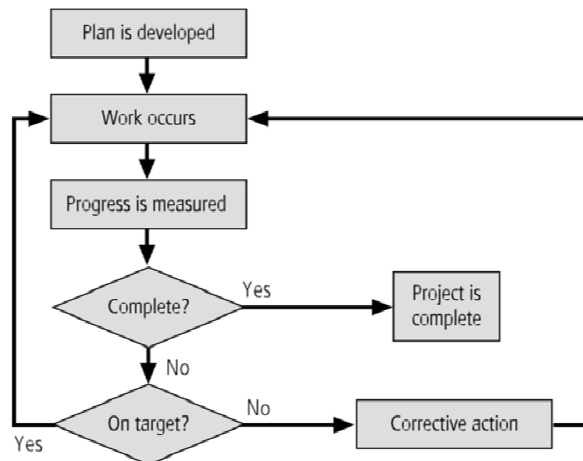 Plan is developed
Work occurs
Progress is measured
Complete?
Yes
Project is
complete
No
On target?
No
Corrective action
Yes